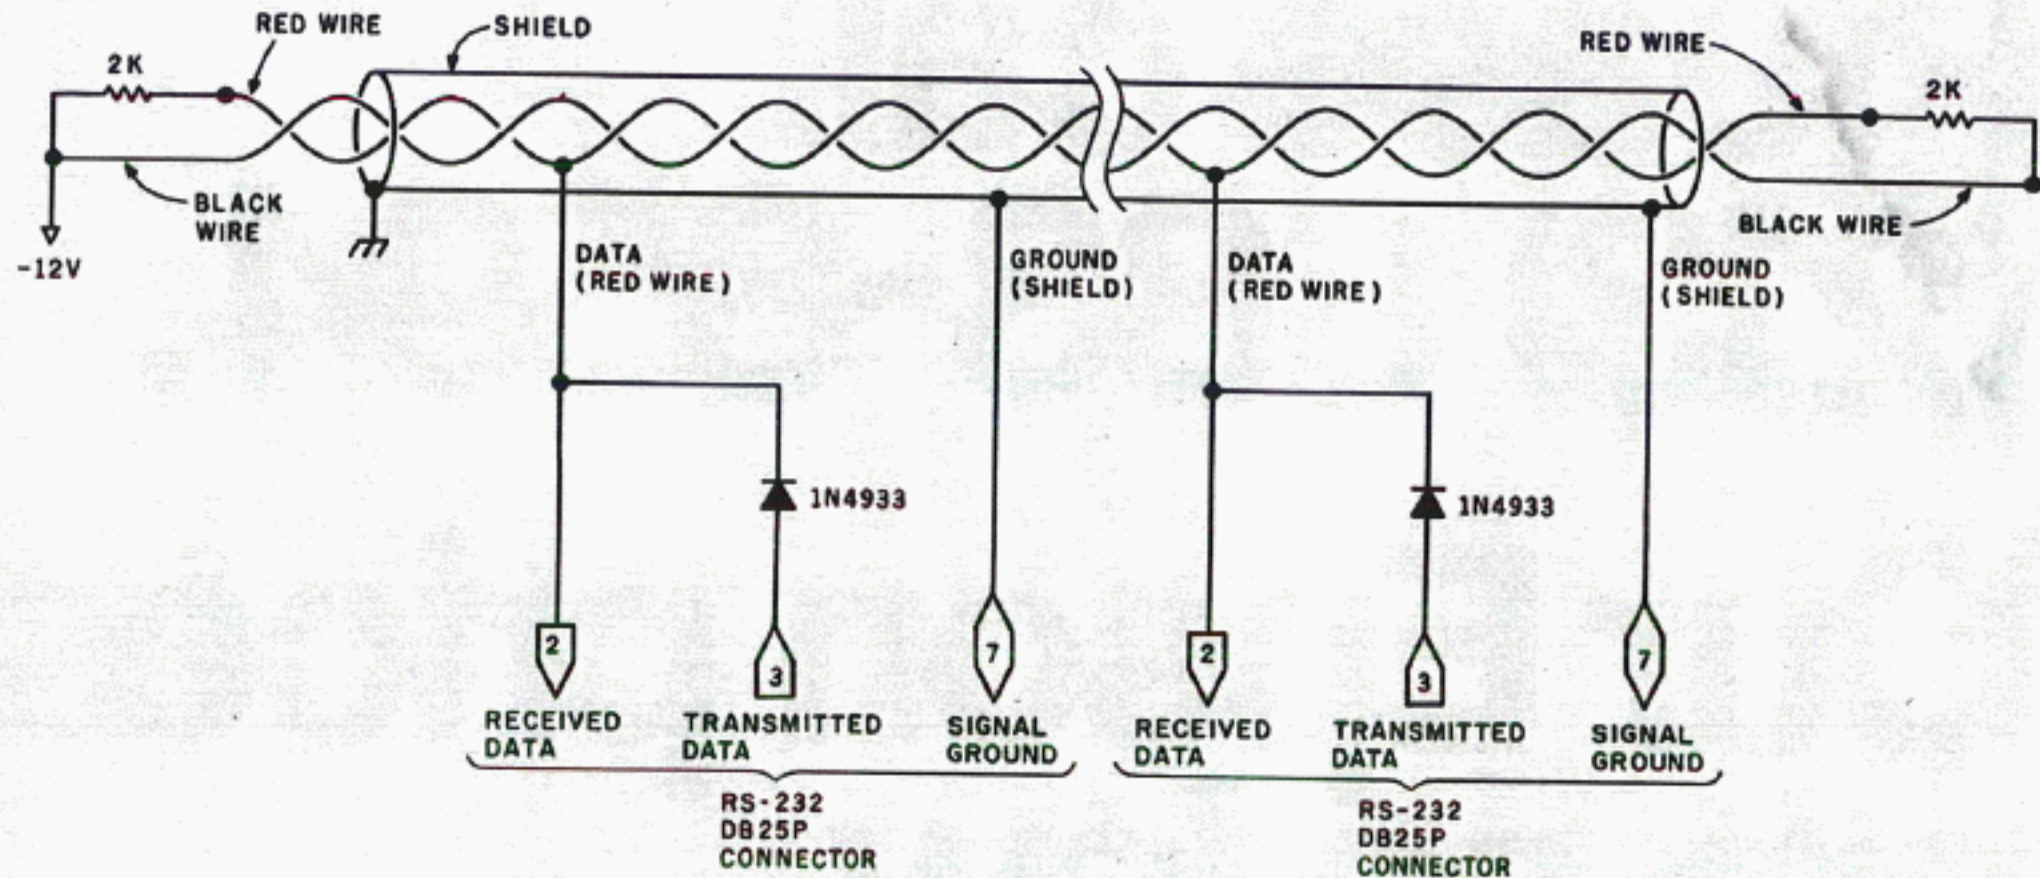 RED WIRE
SHIELD
RED WIRE
2K
2K
BLACK
WIRE
BLACK WIRE
-12V
DATA
(RED WIRE)
GROUND
(SHIELD)
DATA
(RED WIRE)
GROUND
(SHIELD)
1N4933
1N4933
2
3
7
2
3
7
RECEIVED
DATA
TRANSMITTED
DATA
SIGNAL
GROUND
RECEIVED
DATA
TRANSMITTED
DATA
SIGNAL
GROUND
RS-232
DB25P
CONNECTOR
RS-232
DB25P
CONNECTOR